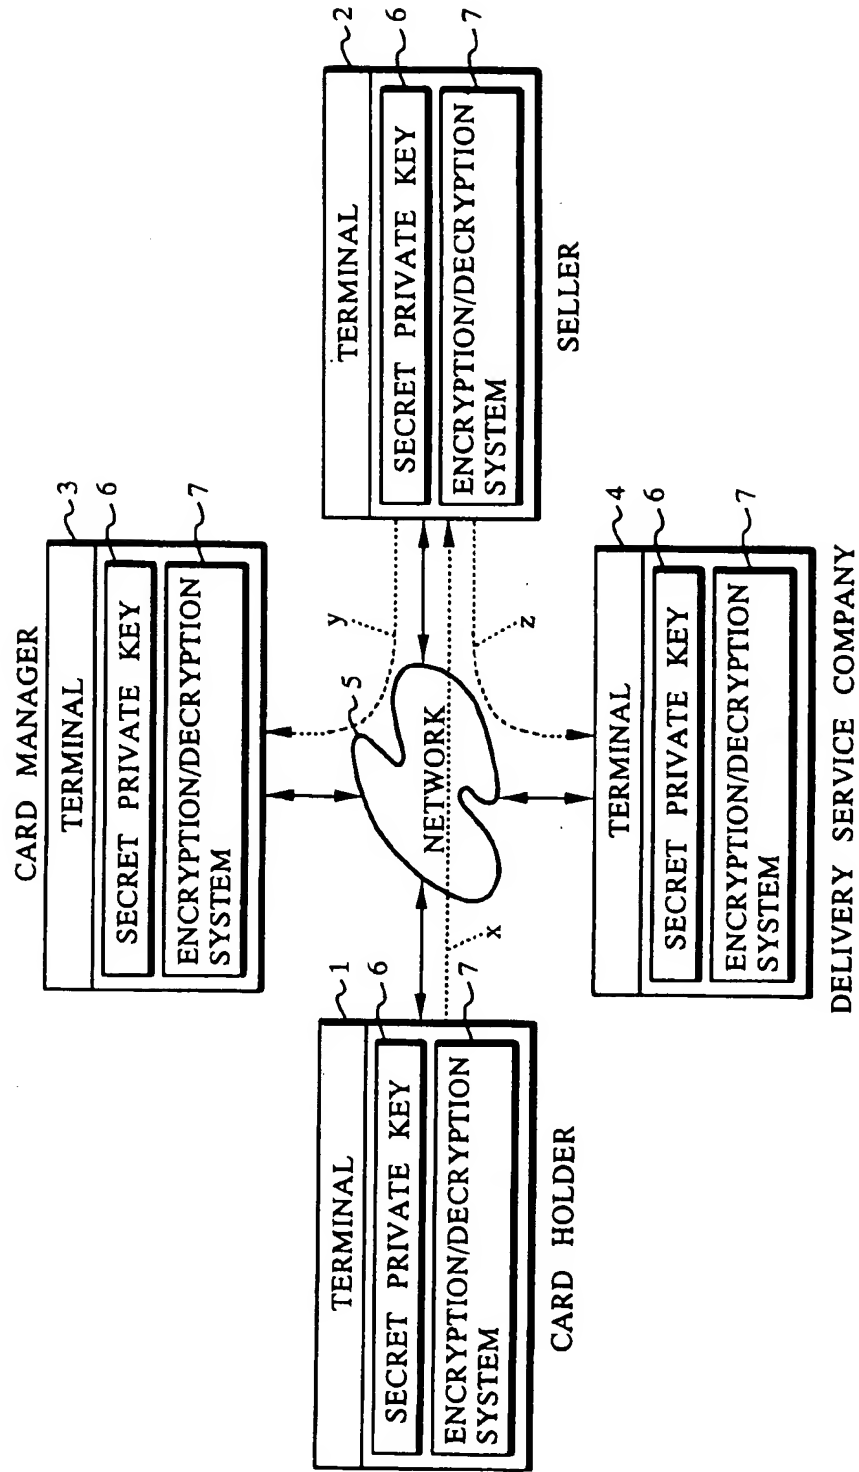 CARD MANAGER
3
TERMINAL
6
SECRET PRIVATE KEY
7
ENCRYPTION/DECRYPTION
SYSTEM
1
TERMINAL
6
SECRET PRIVATE KEY
7
ENCRYPTION/DECRYPTION
SYSTEM
CARD HOLDER
5
NETWORK
x
y
z
2
TERMINAL
6
SECRET PRIVATE KEY
7
ENCRYPTION/DECRYPTION
SYSTEM
SELLER
4
TERMINAL
6
SECRET PRIVATE KEY
7
ENCRYPTION/DECRYPTION
SYSTEM
DELIVERY SERVICE COMPANY